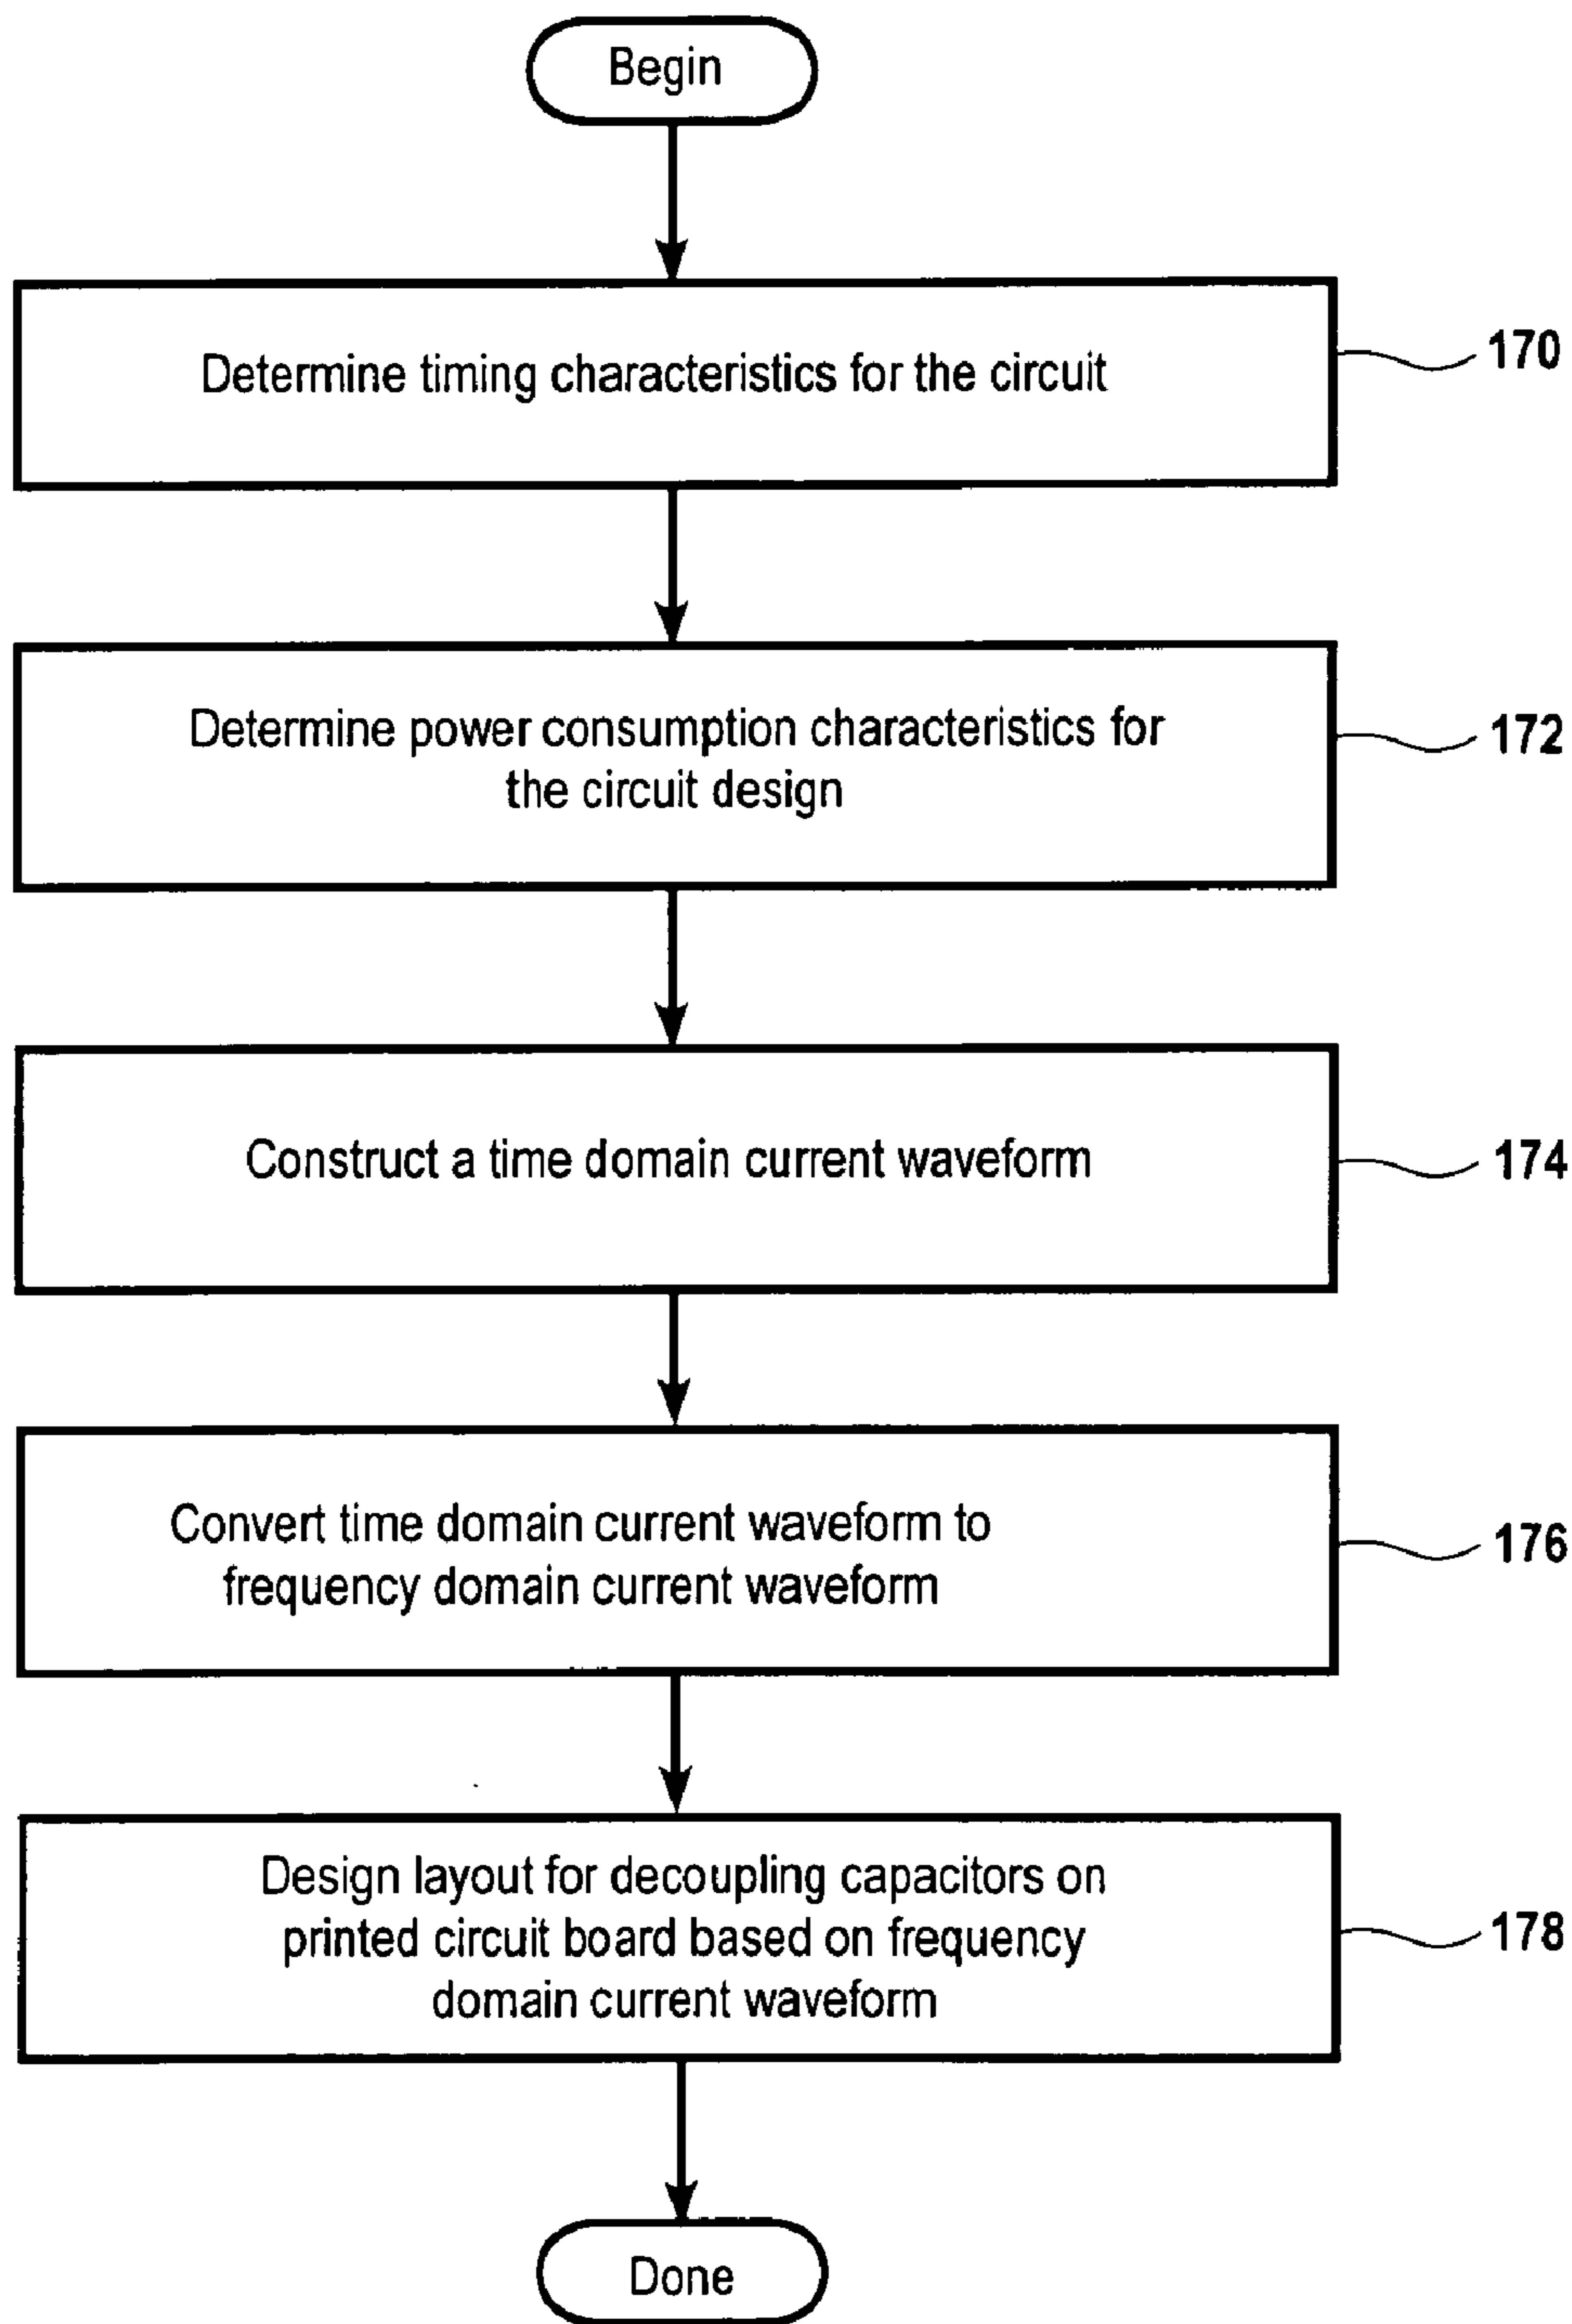 Begin
Determine timing characteristics for the circuit
170
Determine power consumption characteristics for
the circuit design
172
Construct a time domain current waveform
174
Convert time domain current waveform to
frequency domain current waveform
176
Design layout for decoupling capacitors on
printed circuit board based on frequency
domain current waveform
178
Done